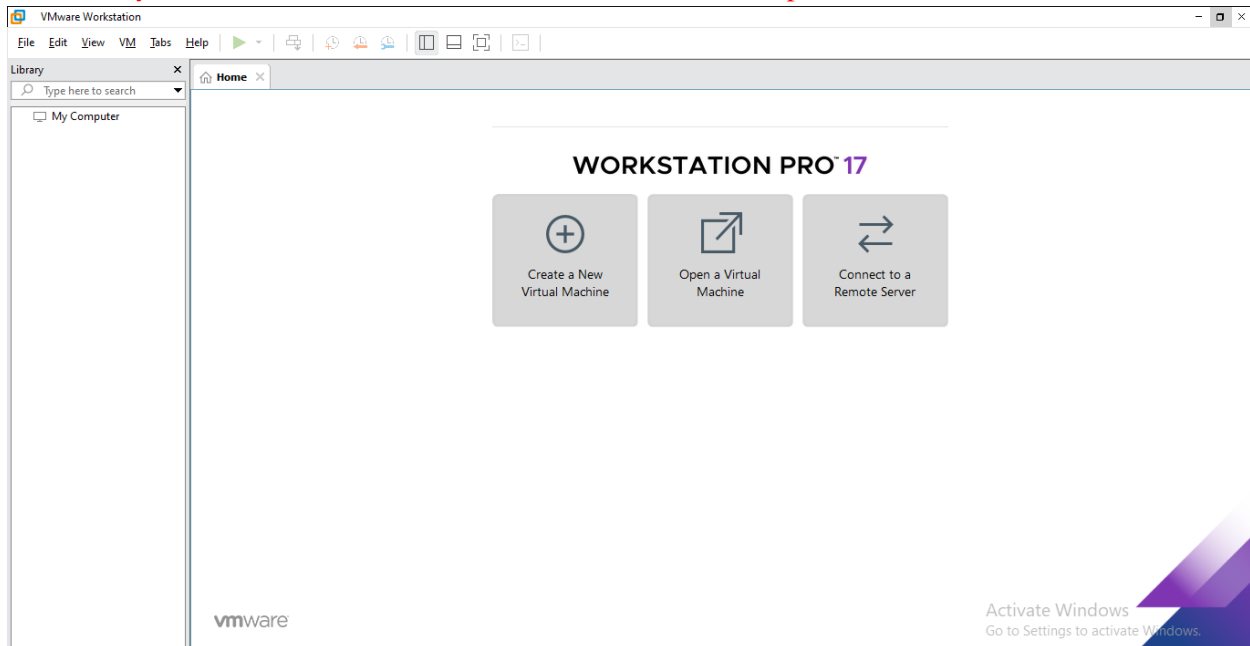 VMware Workstation
File Edit View VM Tabs Help
Library
Home
Type here to search
My Computer
WORKSTATION PRO™ 17
Create a New
Virtual Machine
Open a Virtual
Machine
Connect to a
Remote Server
vmware
Activate Windows
Go to Settings to activate Windows.